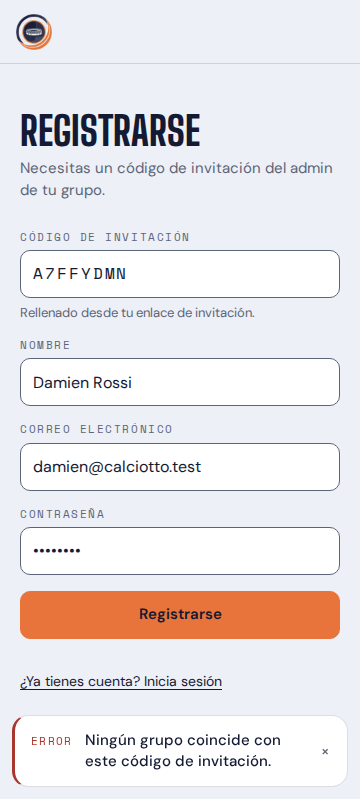 REGISTRARSE
Necesitas un código de invitación del admin
de tu grupo.
CÓDIGO DE INVITACIÓN
A7FFYDMN
Rellenado desde tu enlace de invitación.
NOMBRE
Damien Rossi
CORREO ELECTRÓNICO
damien@calciotto.test
CONTRASEÑA
••••••••
Registrarse
¿Ya tienes cuenta? Inicia sesión
ERROR Ningún grupo coincide con
este código de invitación.
×